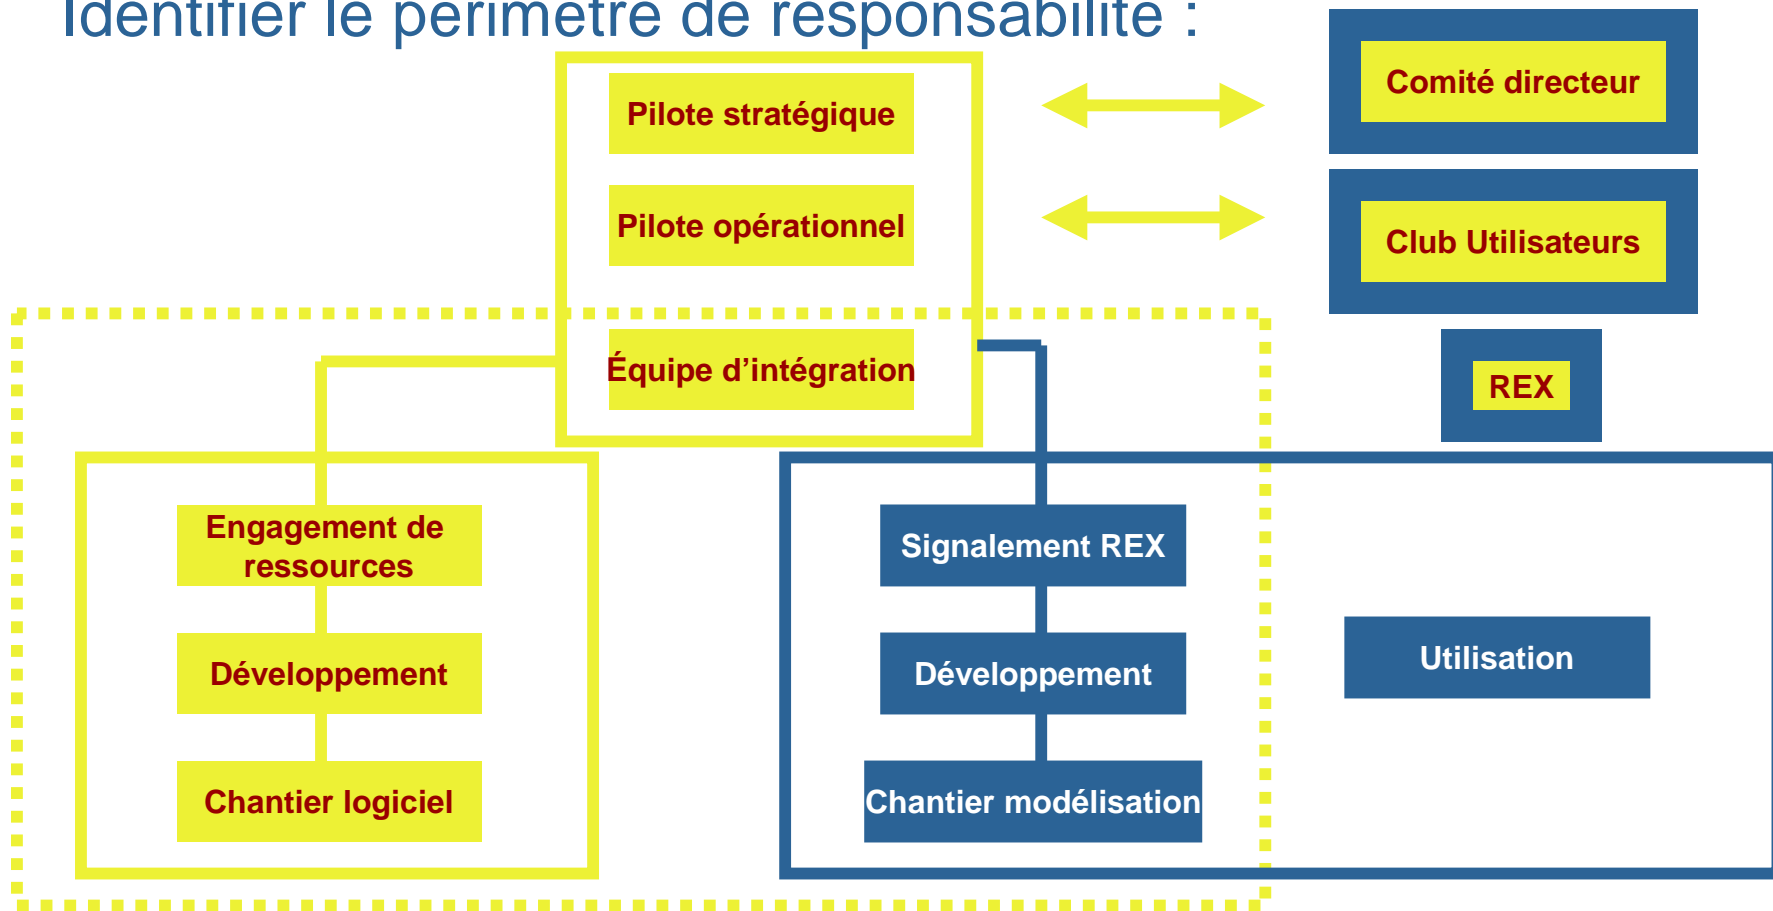 Identifier le périmètre de responsabilité :
Pilote stratégique
Comité directeur
Pilote opérationnel
Club Utilisateurs
Équipe d’intégration
REX
Engagement de
ressources
Signalement REX
Développement
Développement
Utilisation
Chantier logiciel
Chantier modélisation